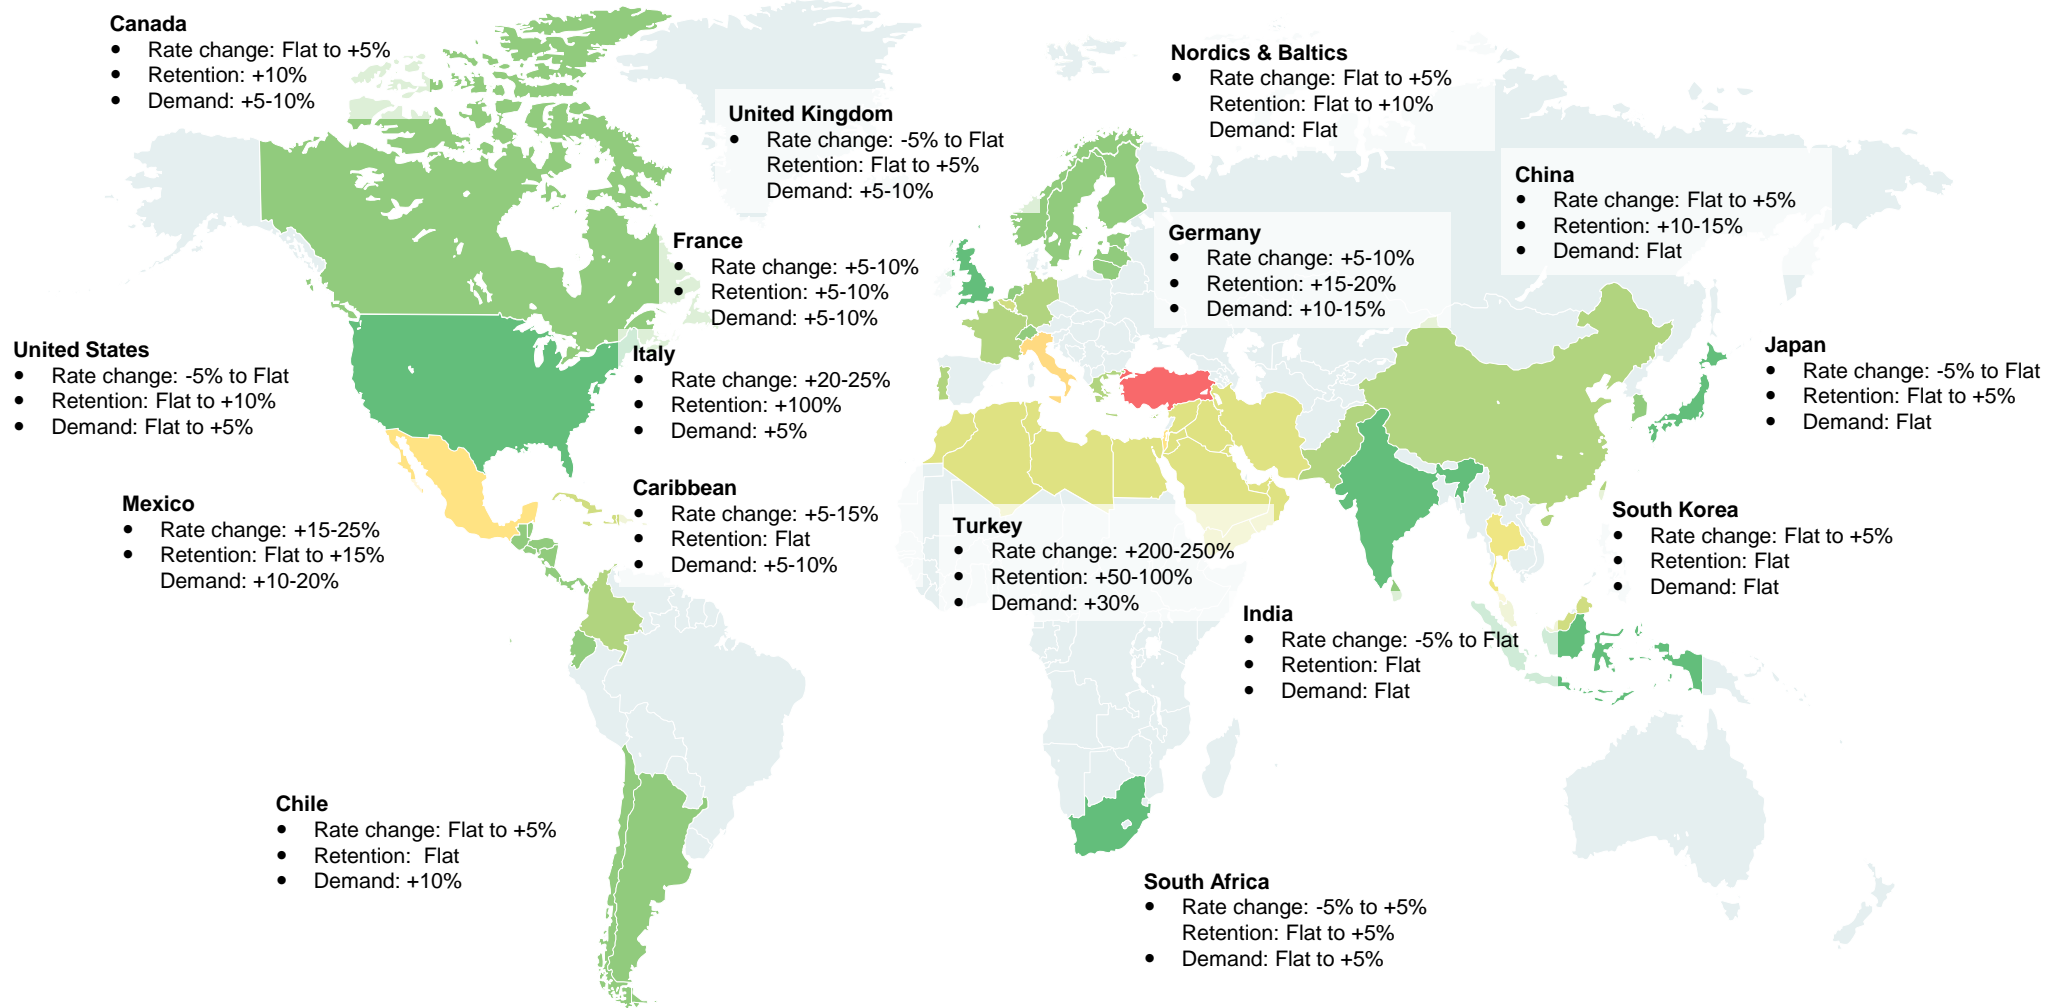 Canada
• Rate change: Flat to +5%
• Retention: +10%
• Demand: +5-10%
Nordics & Baltics
• Rate change: Flat to +5%
Retention: Flat to +10%
Demand: Flat
United Kingdom
• Rate change: -5% to Flat
Retention: Flat to +5%
Demand: +5-10%
China
• Rate change: Flat to +5%
• Retention: +10-15%
• Demand: Flat
France
• Rate change: +5-10%
• Retention: +5-10%
Demand: +5-10%
Germany
• Rate change: +5-10%
• Retention: +15-20%
• Demand: +10-15%
United States
• Rate change: -5% to Flat
• Retention: Flat to +10%
• Demand: Flat to +5%
Italy
• Rate change: +20-25%
• Retention: +100%
• Demand: +5%
Japan
• Rate change: -5% to Flat
• Retention: Flat to +5%
• Demand: Flat
Mexico
• Rate change: +15-25%
• Retention: Flat to +15%
Demand: +10-20%
Caribbean
• Rate change: +5-15%
• Retention: Flat
• Demand: +5-10%
Turkey
• Rate change: +200-250%
• Retention: +50-100%
• Demand: +30%
South Korea
• Rate change: Flat to +5%
• Retention: Flat
• Demand: Flat
India
• Rate change: -5% to Flat
• Retention: Flat
• Demand: Flat
Chile
• Rate change: Flat to +5%
• Retention:  Flat
• Demand: +10%
South Africa
• Rate change: -5% to +5%
Retention: Flat to +5%
• Demand: Flat to +5%